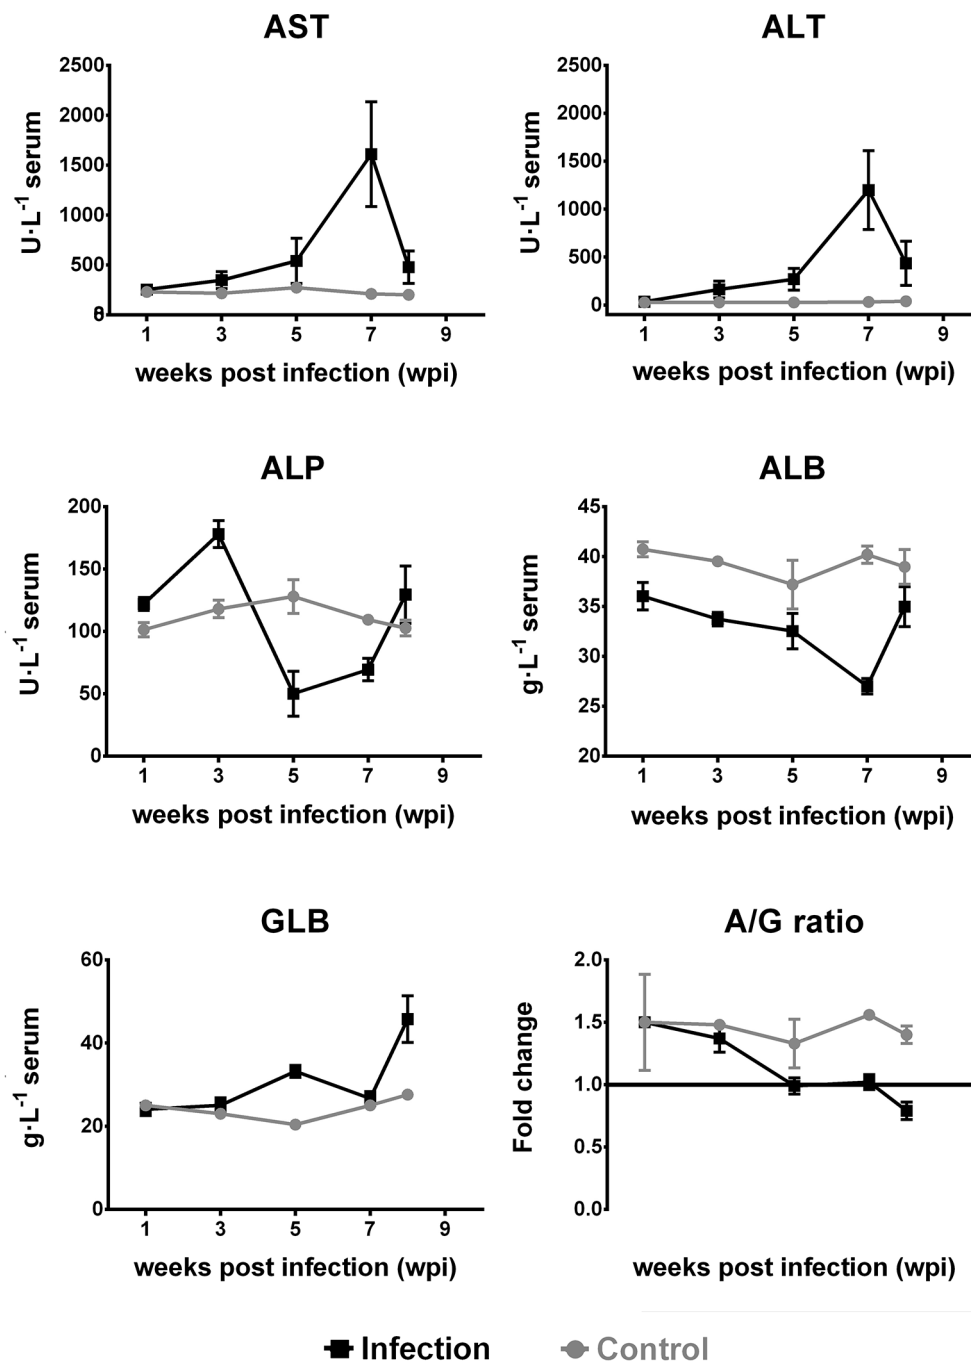 AST
2500
2000
1500
1000
500
0
U·L⁻¹ serum
1 3 5 7 9
weeks post infection (wpi)
ALT
2500
2000
1500
1000
500
0
U·L⁻¹ serum
1 3 5 7 9
weeks post infection (wpi)
ALP
200
150
100
50
0
U·L⁻¹ serum
1 3 5 7 9
weeks post infection (wpi)
ALB
45
40
35
30
25
20
g·L⁻¹ serum
1 3 5 7 9
weeks post infection (wpi)
GLB
60
40
20
0
g·L⁻¹ serum
1 3 5 7 9
weeks post infection (wpi)
A/G ratio
2.0
1.5
1.0
0.5
0.0
Fold change
weeks post infection (wpi)
Infection Control